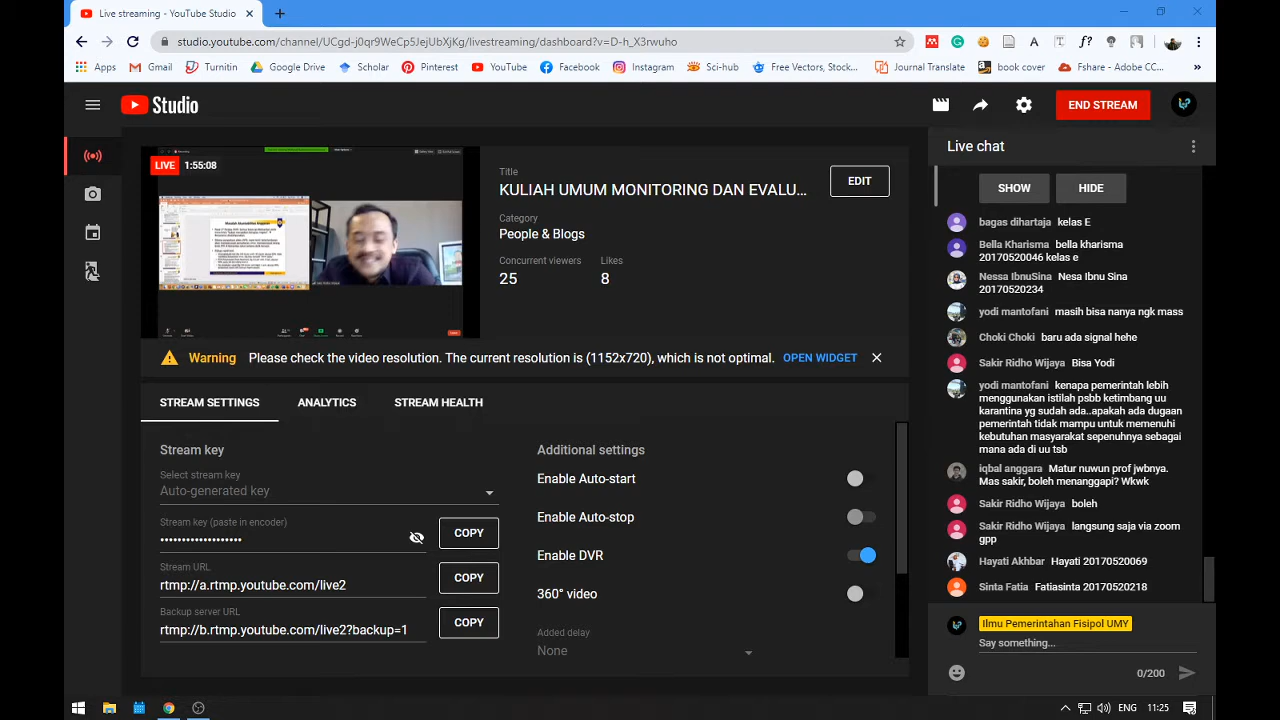 Live streaming - YouTube Studio
studio.youtube.com/channel/UCgd-j0qr9WeCp5JejUbXjKg/livestreaming/dashboard?v=D-h_X3rwuho
Apps Gmail Turnitin Google Drive Scholar Pinterest YouTube Facebook Instagram Sci-hub Free Vectors, Stock... Journal Translate book cover Fshare - Adobe CC... »
Studio
END STREAM
LIVE 1:55:08
Title
KULIAH UMUM MONITORING DAN EVALU...
EDIT
Category
People & Blogs
Concurrent viewers Likes
25 8
Warning Please check the video resolution. The current resolution is (1152x720), which is not optimal. OPEN WIDGET
STREAM SETTINGS ANALYTICS STREAM HEALTH
Stream key
Select stream key
Auto-generated key
Stream key (paste in encoder)
•••••••••••••••••••
COPY
Stream URL
rtmp://a.rtmp.youtube.com/live2
COPY
Backup server URL
rtmp://b.rtmp.youtube.com/live2?backup=1
COPY
Additional settings
Enable Auto-start
Enable Auto-stop
Enable DVR
360° video
Added delay
None
Live chat
SHOW HIDE
bagas dihartaja kelas E
Bella Kharisma bella kharisma
20170520046 kelas e
Nessa IbnuSina Nesa Ibnu Sina
20170520234
yodi mantofani masih bisa nanya ngk mass
Choki Choki baru ada signal hehe
Sakir Ridho Wijaya Bisa Yodi
yodi mantofani kenapa pemerintah lebih
menggunakan istilah psbb ketimbang uu
karantina yg sudah ada..apakah ada dugaan
pemerintah tidak mampu untuk memenuhi
kebutuhan masyarakat sepenuhnya sebagai
mana ada di uu tsb
iqbal anggara Matur nuwun prof jwbnya.
Mas sakir, boleh menanggapi? Wkwk
Sakir Ridho Wijaya boleh
Sakir Ridho Wijaya langsung saja via zoom
gpp
Hayati Akhbar Hayati 20170520069
Sinta Fatia Fatiasinta 20170520218
Ilmu Pemerintahan Fisipol UMY
Say something...
0/200
ENG 11:25